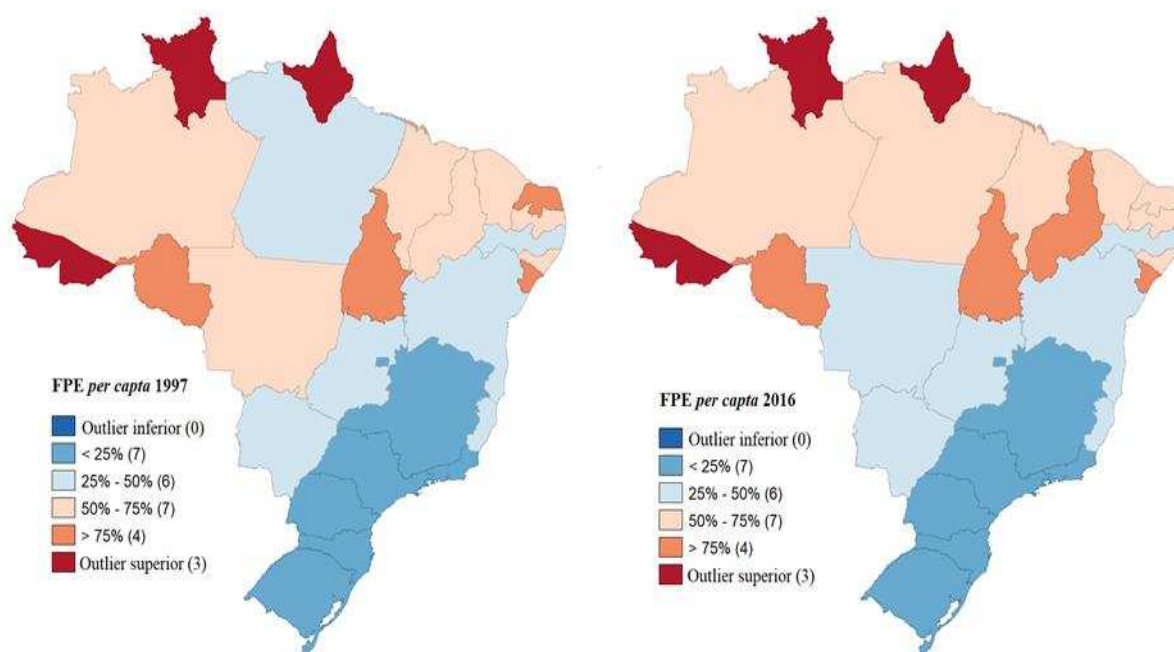 FPE per capta 1997
Outlier inferior (0)
< 25% (7)
25% - 50% (6)
50% - 75% (7)
> 75% (4)
Outlier superior (3)
FPE per capta 2016
Outlier inferior (0)
< 25% (7)
25% - 50% (6)
50% - 75% (7)
> 75% (4)
Outlier superior (3)